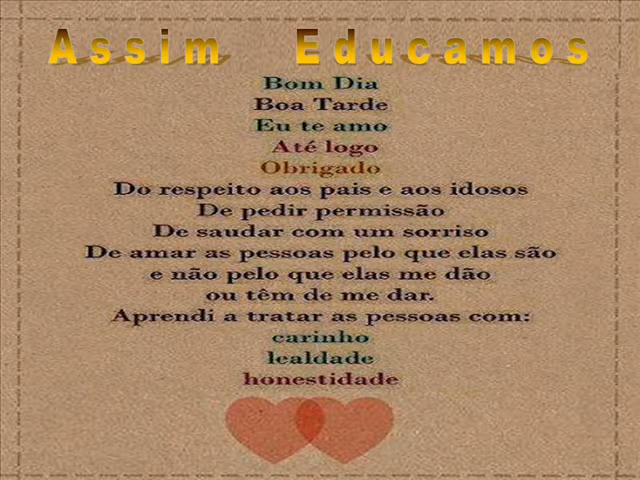 Assim Educamos
Bom Dia
Boa Tarde
Eu te amo
Até logo
Obrigado
Do respeito aos pais e aos idosos
De pedir permissão
De saudar com um sorriso
De amar as pessoas pelo que elas são
e não pelo que elas me dão
ou têm de me dar.
Aprendi a tratar as pessoas com:
carinho
lealdade
honestidade